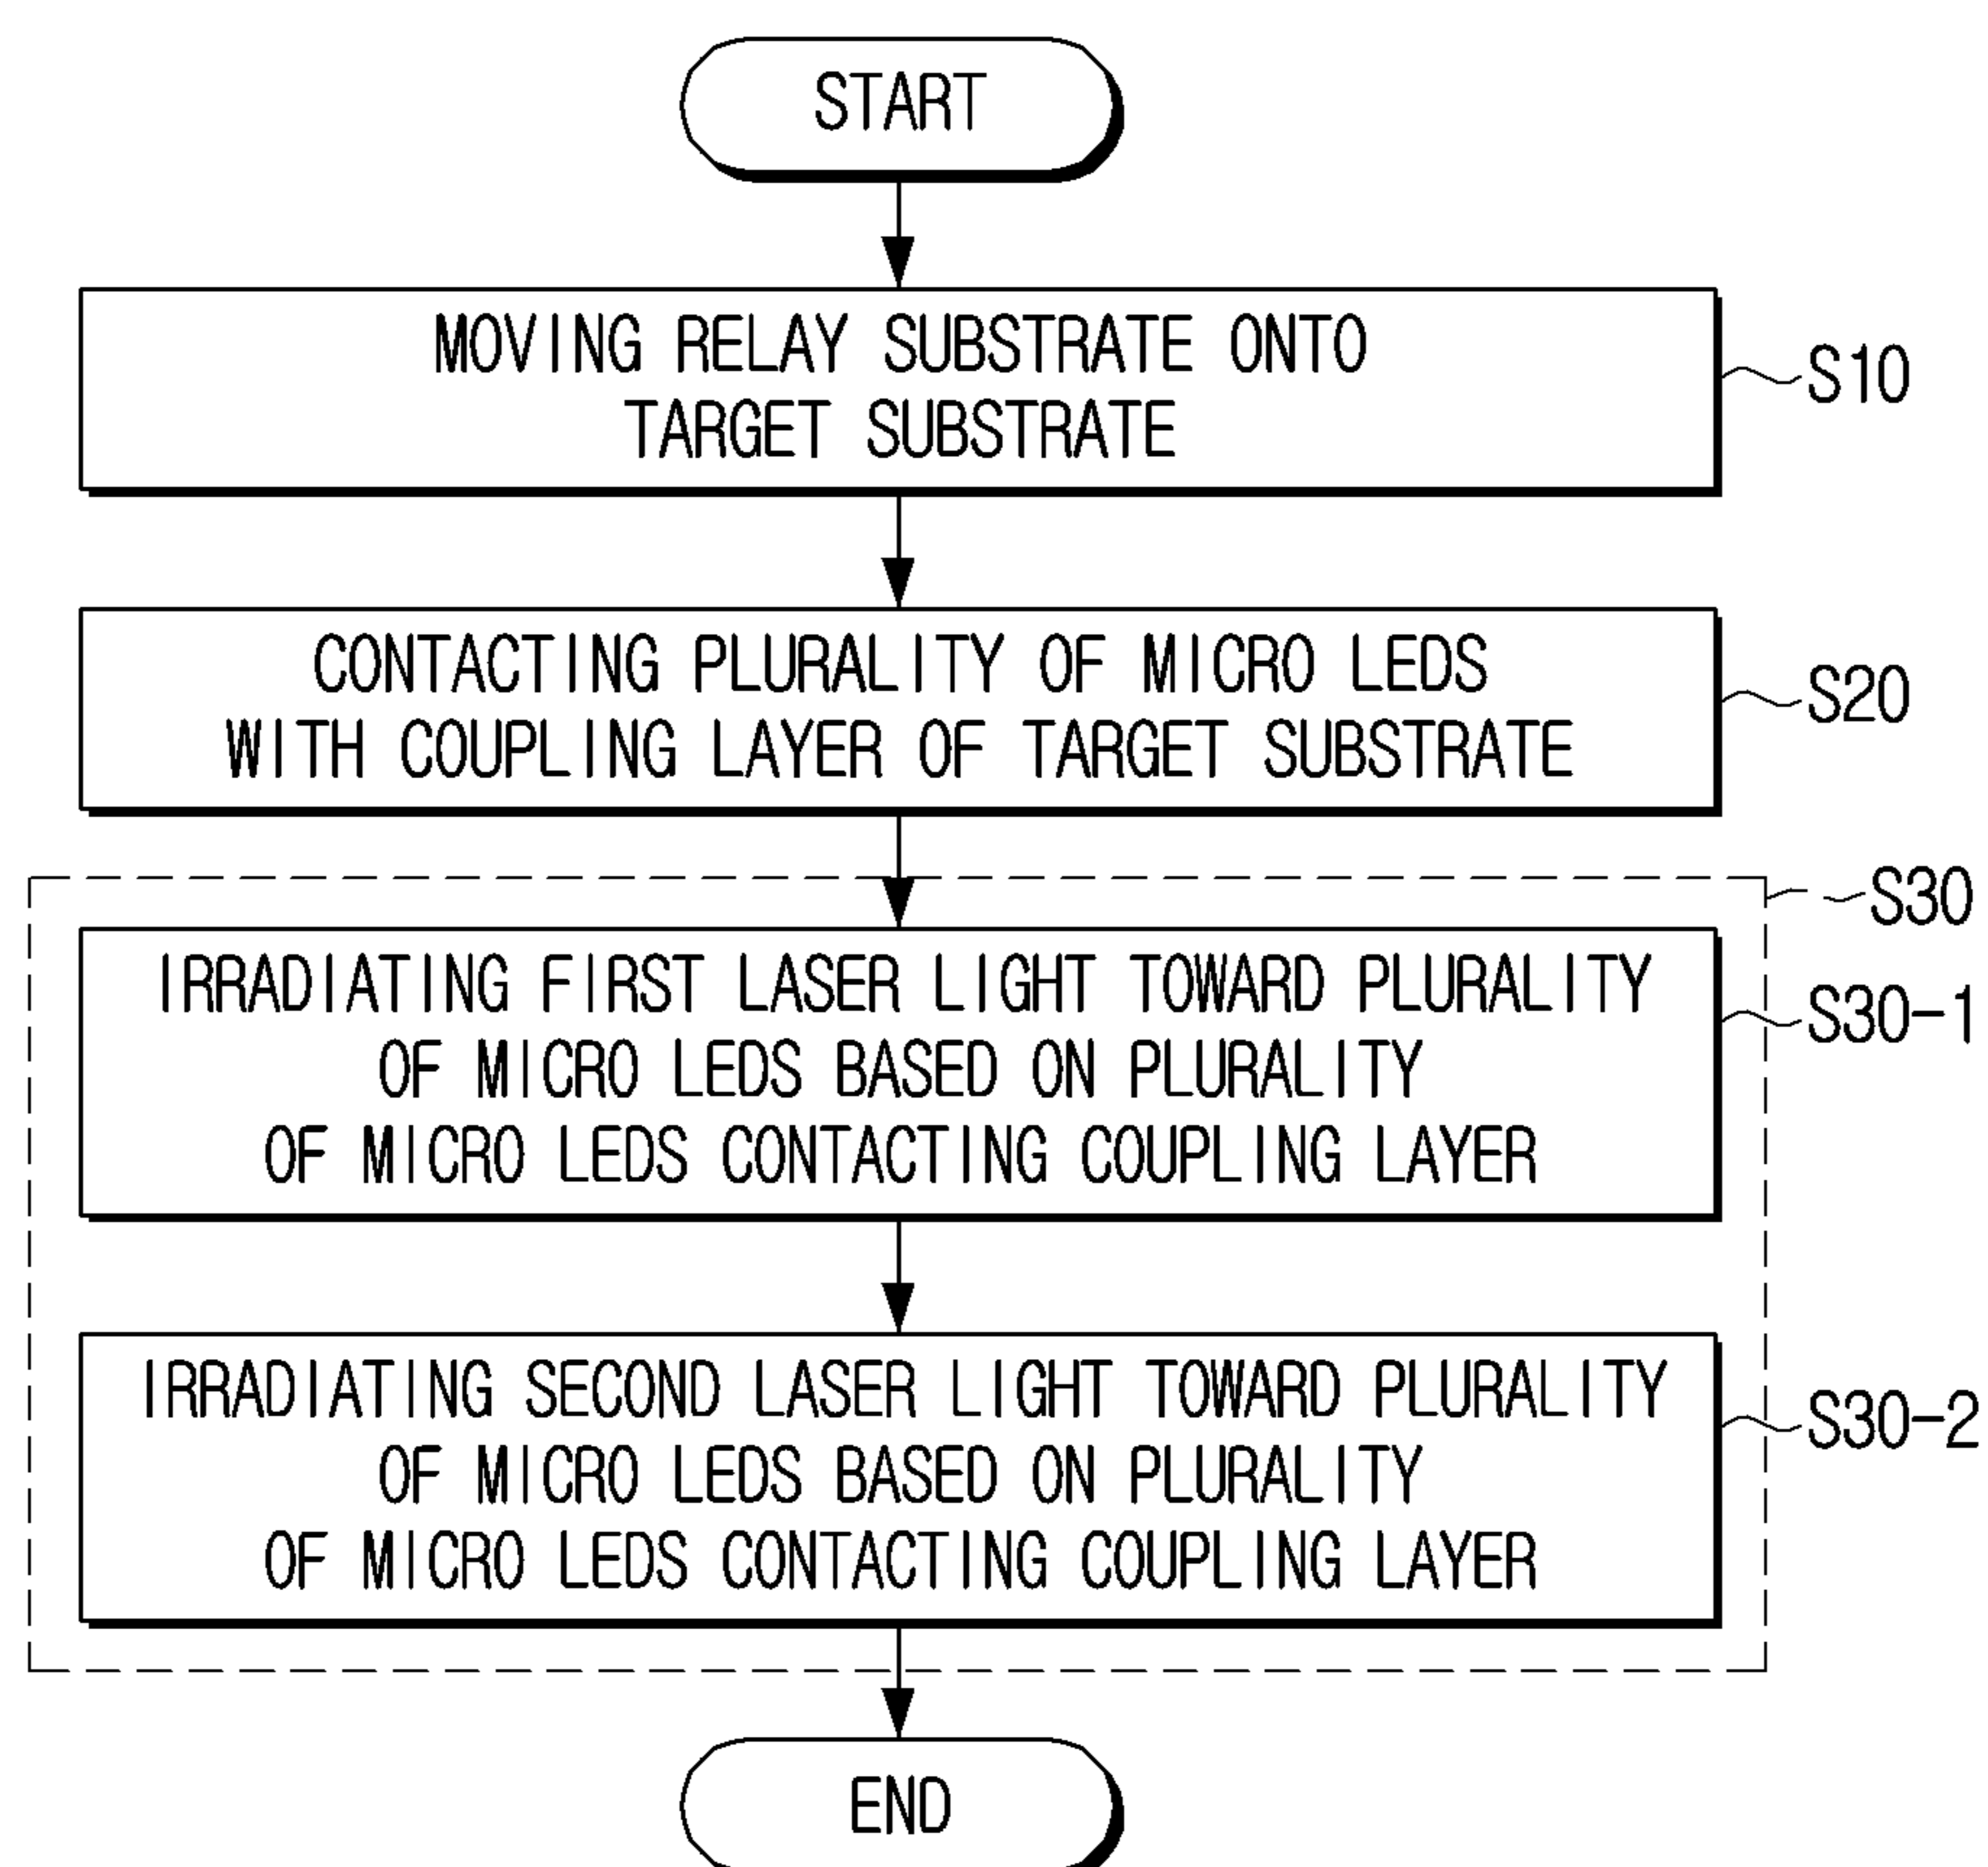 START
MOVING RELAY SUBSTRATE ONTO
TARGET SUBSTRATE
S10
CONTACTING PLURALITY OF MICRO LEDS
WITH COUPLING LAYER OF TARGET SUBSTRATE
S20
S30
IRRADIATING FIRST LASER LIGHT TOWARD PLURALITY
OF MICRO LEDS BASED ON PLURALITY
OF MICRO LEDS CONTACTING COUPLING LAYER
S30-1
IRRADIATING SECOND LASER LIGHT TOWARD PLURALITY
OF MICRO LEDS BASED ON PLURALITY
OF MICRO LEDS CONTACTING COUPLING LAYER
S30-2
END